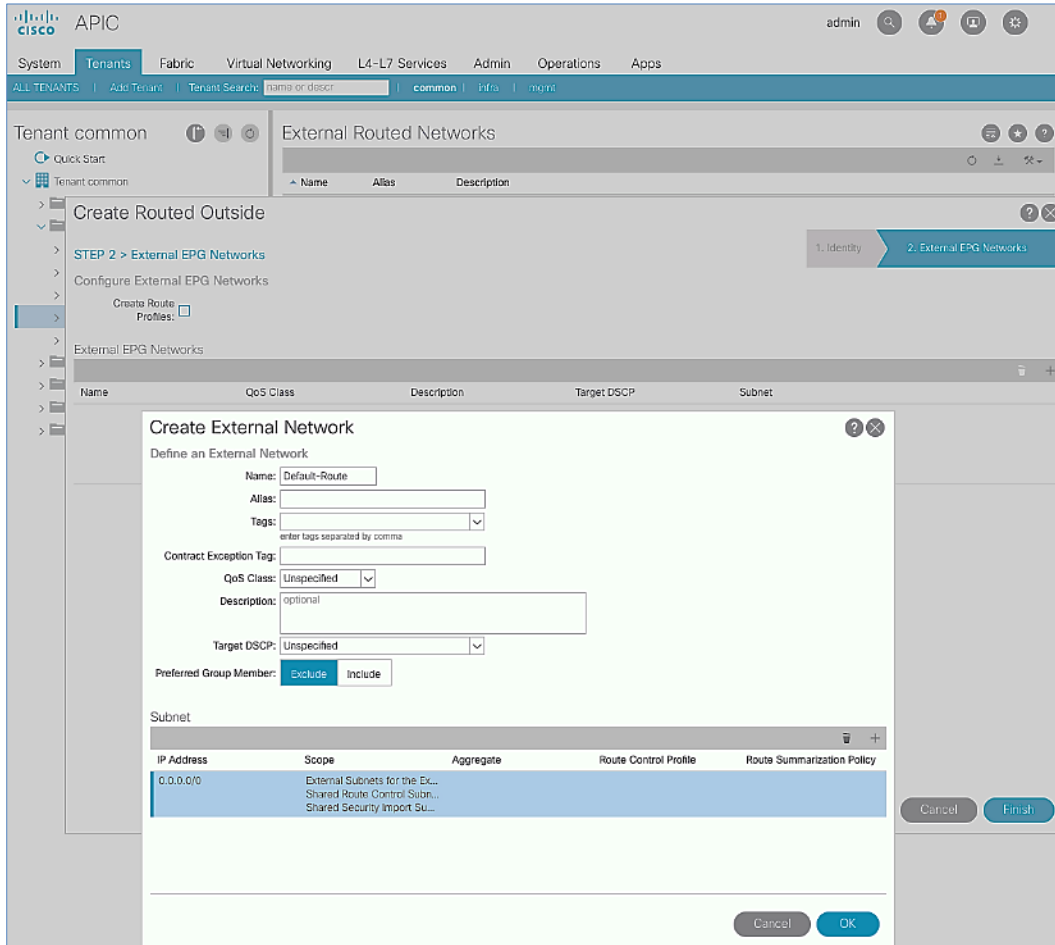 cisco APIC admin 1
System Tenants Fabric Virtual Networking L4-L7 Services Admin Operations Apps
ALL TENANTS | Add Tenant | Tenant Search: name or descr | common | infra | mgmt
Tenant common
External Routed Networks
Quick Start
Tenant common
Name Alias Description
Create Routed Outside
STEP 2 > External EPG Networks
1. Identity 2. External EPG Networks
Configure External EPG Networks
Create Route
Profiles:
External EPG Networks
Name QoS Class Description Target DSCP Subnet
Create External Network
Define an External Network
Name: Default-Route
Alias:
Tags:
enter tags separated by comma
Contract Exception Tag:
QoS Class: Unspecified
Description: optional
Target DSCP: Unspecified
Preferred Group Member: Exclude Include
Subnet
IP Address Scope Aggregate Route Control Profile Route Summarization Policy
0.0.0.0/0 External Subnets for the Ex...
Shared Route Control Subn...
Shared Security Import Su...
Cancel Finish
Cancel OK